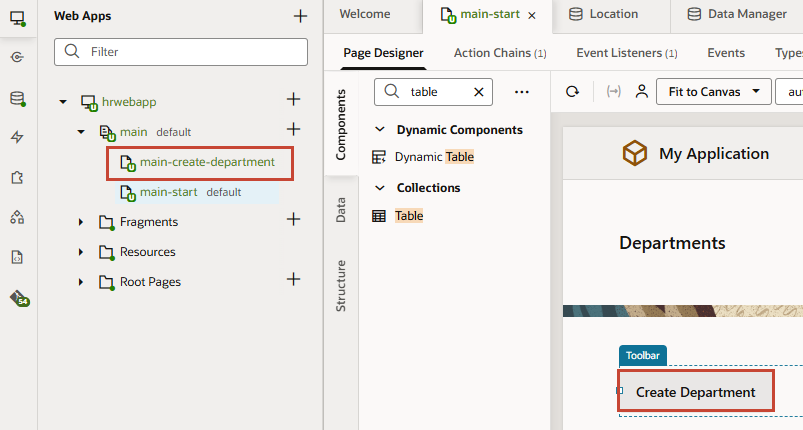 Web Apps
Filter
hrwebapp
main default
main-create-department
main-start default
Fragments
Resources
Root Pages
54
Welcome
main-start
Location
Data Manager
Page Designer
Action Chains (1)
Event Listeners (1)
Events
Types
Components
Data
Structure
table
Dynamic Components
Dynamic Table
Collections
Table
Fit to Canvas
My Application
Departments
Toolbar
Create Department